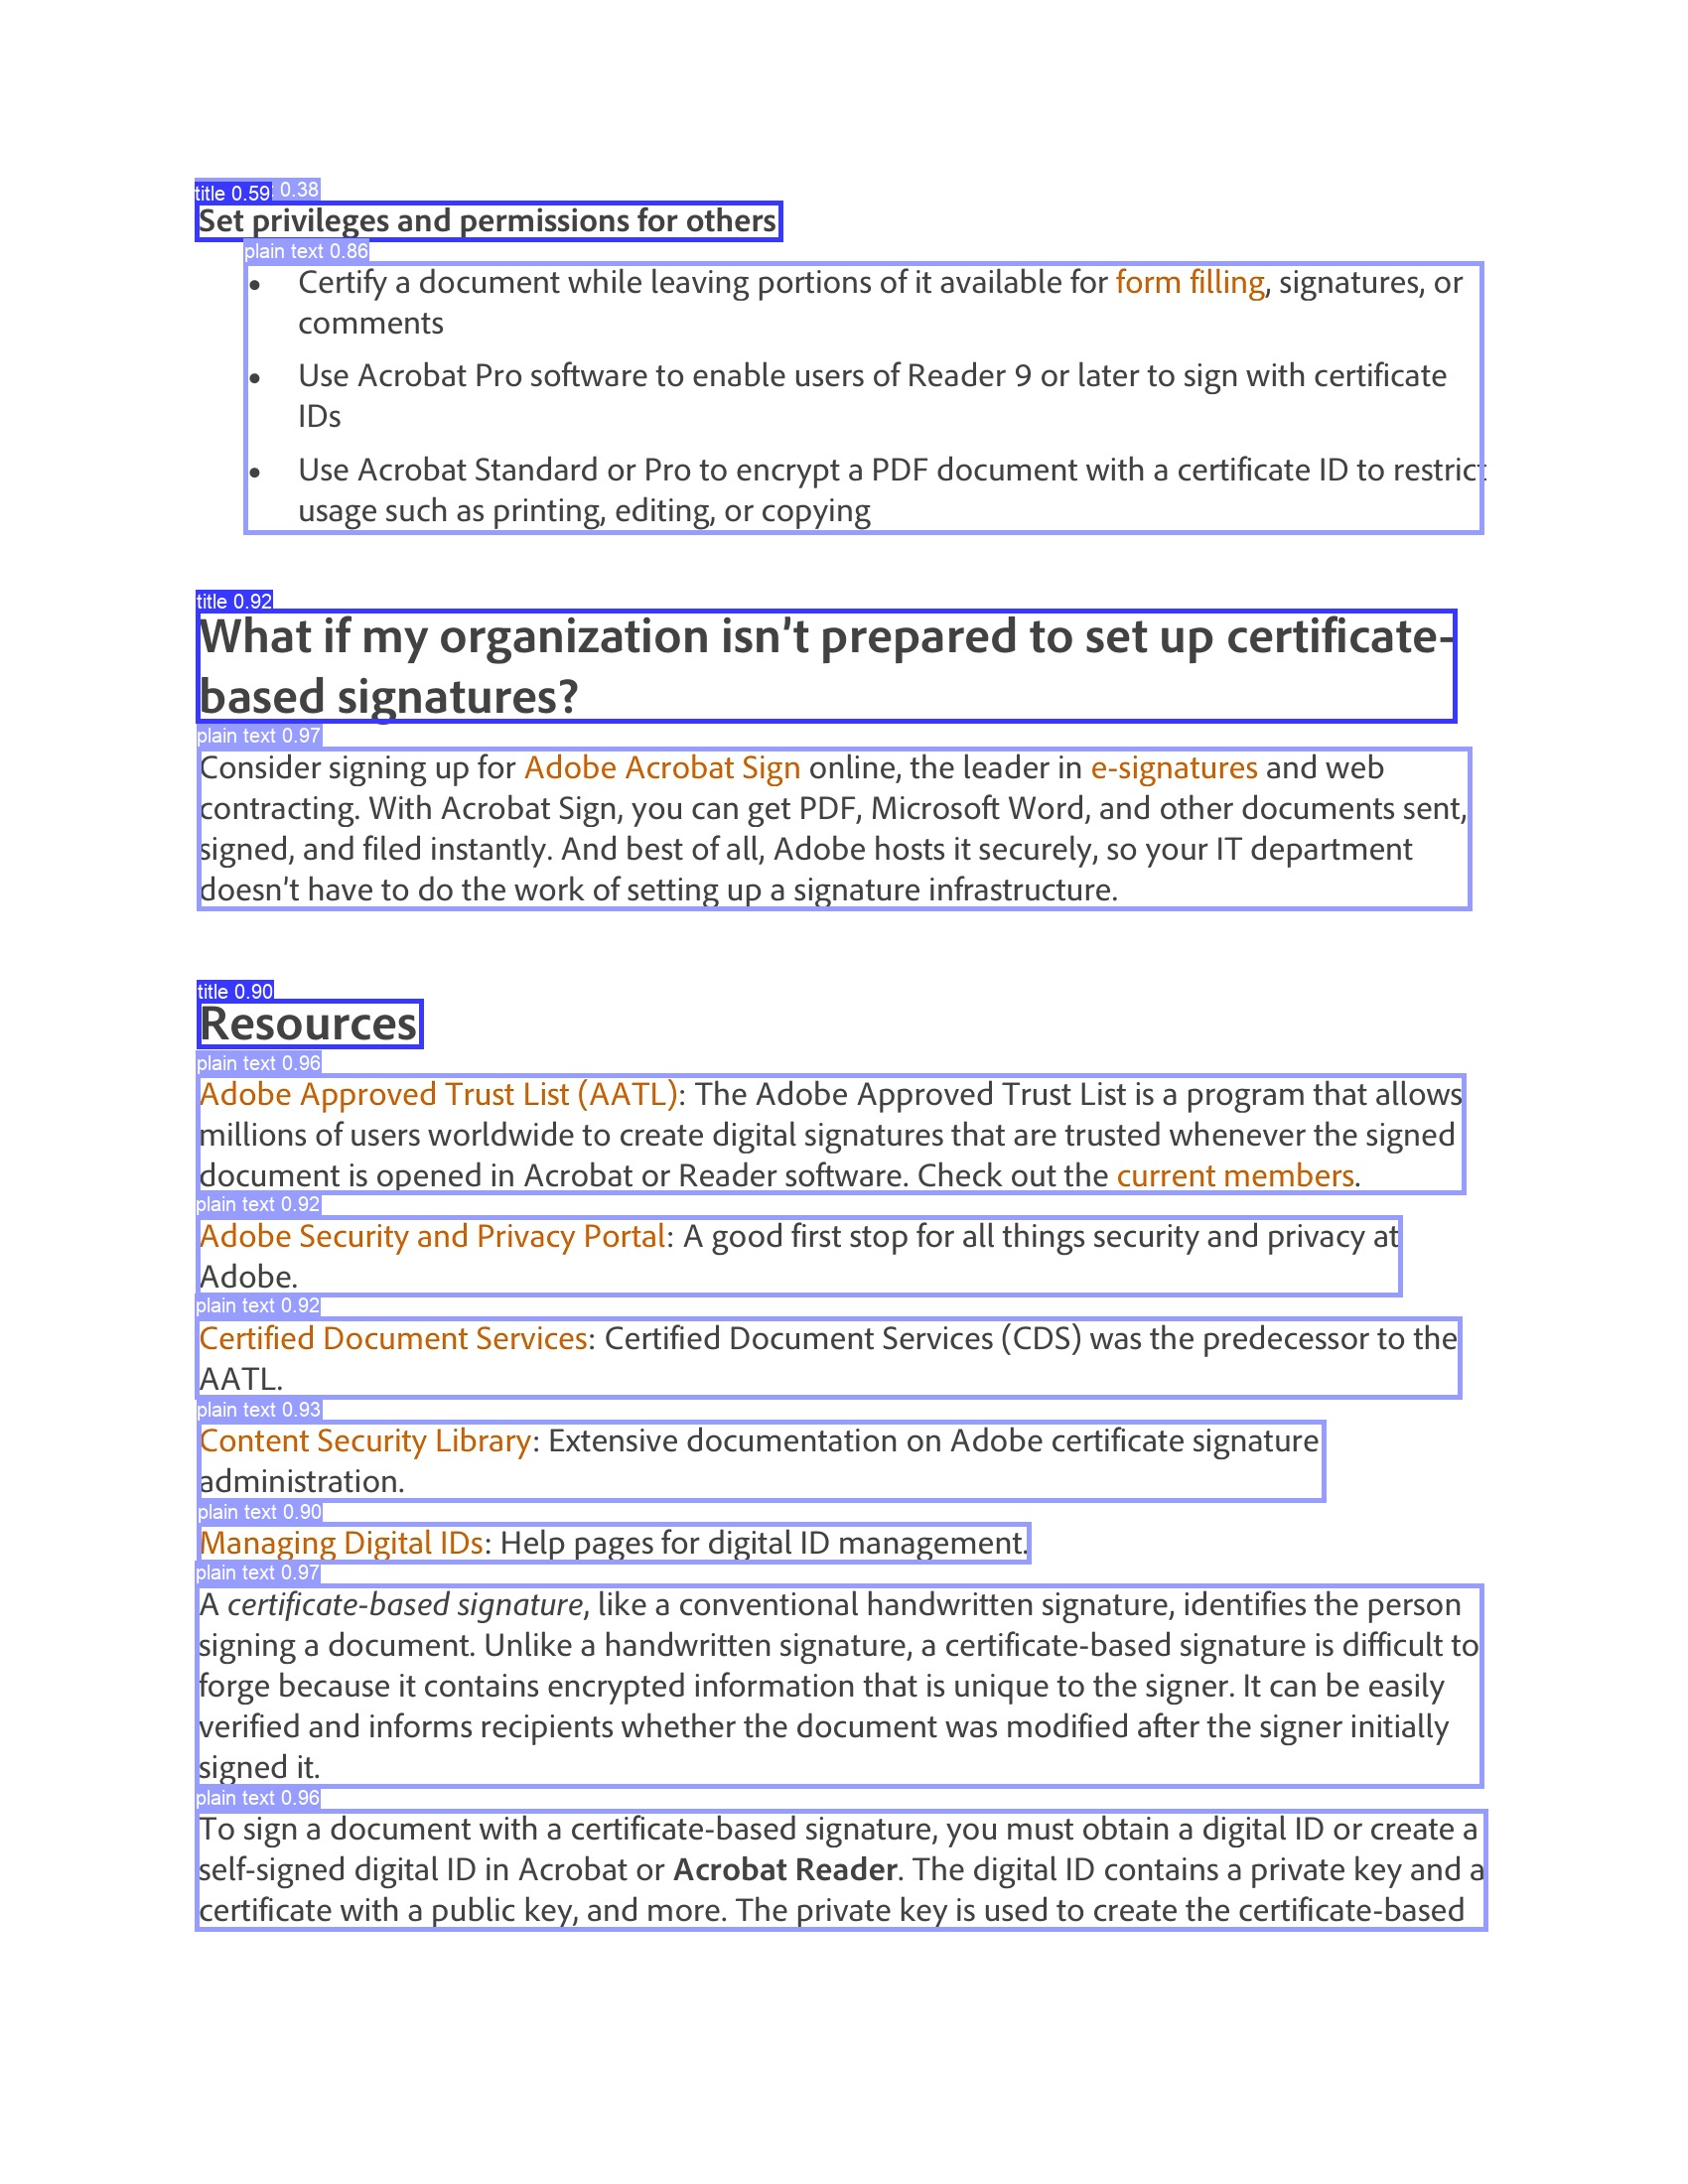 title 0.59 0.38
Set privileges and permissions for others
plain text 0.86
• Certify a document while leaving portions of it available for form filling, signatures, or
comments
• Use Acrobat Pro software to enable users of Reader 9 or later to sign with certificate
IDs
• Use Acrobat Standard or Pro to encrypt a PDF document with a certificate ID to restrict
usage such as printing, editing, or copying
title 0.92
What if my organization isn’t prepared to set up certificate-
based signatures?
plain text 0.97
Consider signing up for Adobe Acrobat Sign online, the leader in e-signatures and web
contracting. With Acrobat Sign, you can get PDF, Microsoft Word, and other documents sent,
signed, and filed instantly. And best of all, Adobe hosts it securely, so your IT department
doesn’t have to do the work of setting up a signature infrastructure.
title 0.90
Resources
plain text 0.96
Adobe Approved Trust List (AATL): The Adobe Approved Trust List is a program that allows
millions of users worldwide to create digital signatures that are trusted whenever the signed
document is opened in Acrobat or Reader software. Check out the current members.
plain text 0.92
Adobe Security and Privacy Portal: A good first stop for all things security and privacy at
Adobe.
plain text 0.92
Certified Document Services: Certified Document Services (CDS) was the predecessor to the
AATL.
plain text 0.93
Content Security Library: Extensive documentation on Adobe certificate signature
administration.
plain text 0.90
Managing Digital IDs: Help pages for digital ID management.
plain text 0.97
A certificate-based signature, like a conventional handwritten signature, identifies the person
signing a document. Unlike a handwritten signature, a certificate-based signature is difficult to
forge because it contains encrypted information that is unique to the signer. It can be easily
verified and informs recipients whether the document was modified after the signer initially
signed it.
plain text 0.96
To sign a document with a certificate-based signature, you must obtain a digital ID or create a
self-signed digital ID in Acrobat or Acrobat Reader. The digital ID contains a private key and a
certificate with a public key, and more. The private key is used to create the certificate-based